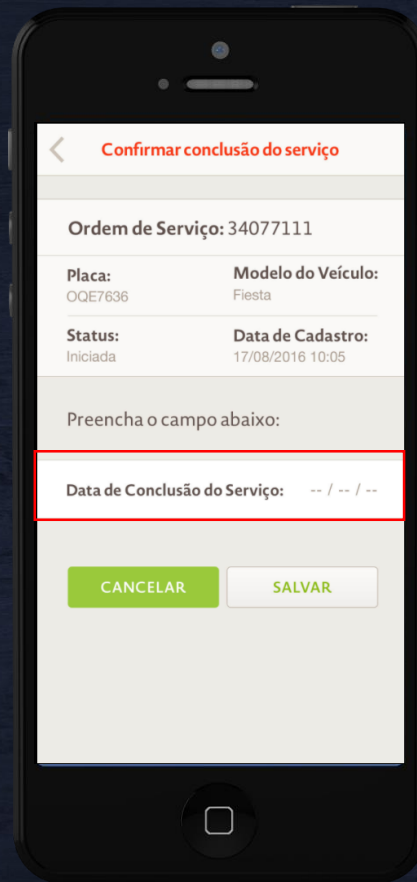 Confirmar conclusão do serviço
Ordem de Serviço: 34077111
Placa: Modelo do Veículo:
OQE7636 Fiesta
Status: Data de Cadastro:
Iniciada 17/08/2016 10:05
Preencha o campo abaixo:
Data de Conclusão do Serviço: -- / -- / --
CANCELAR SALVAR